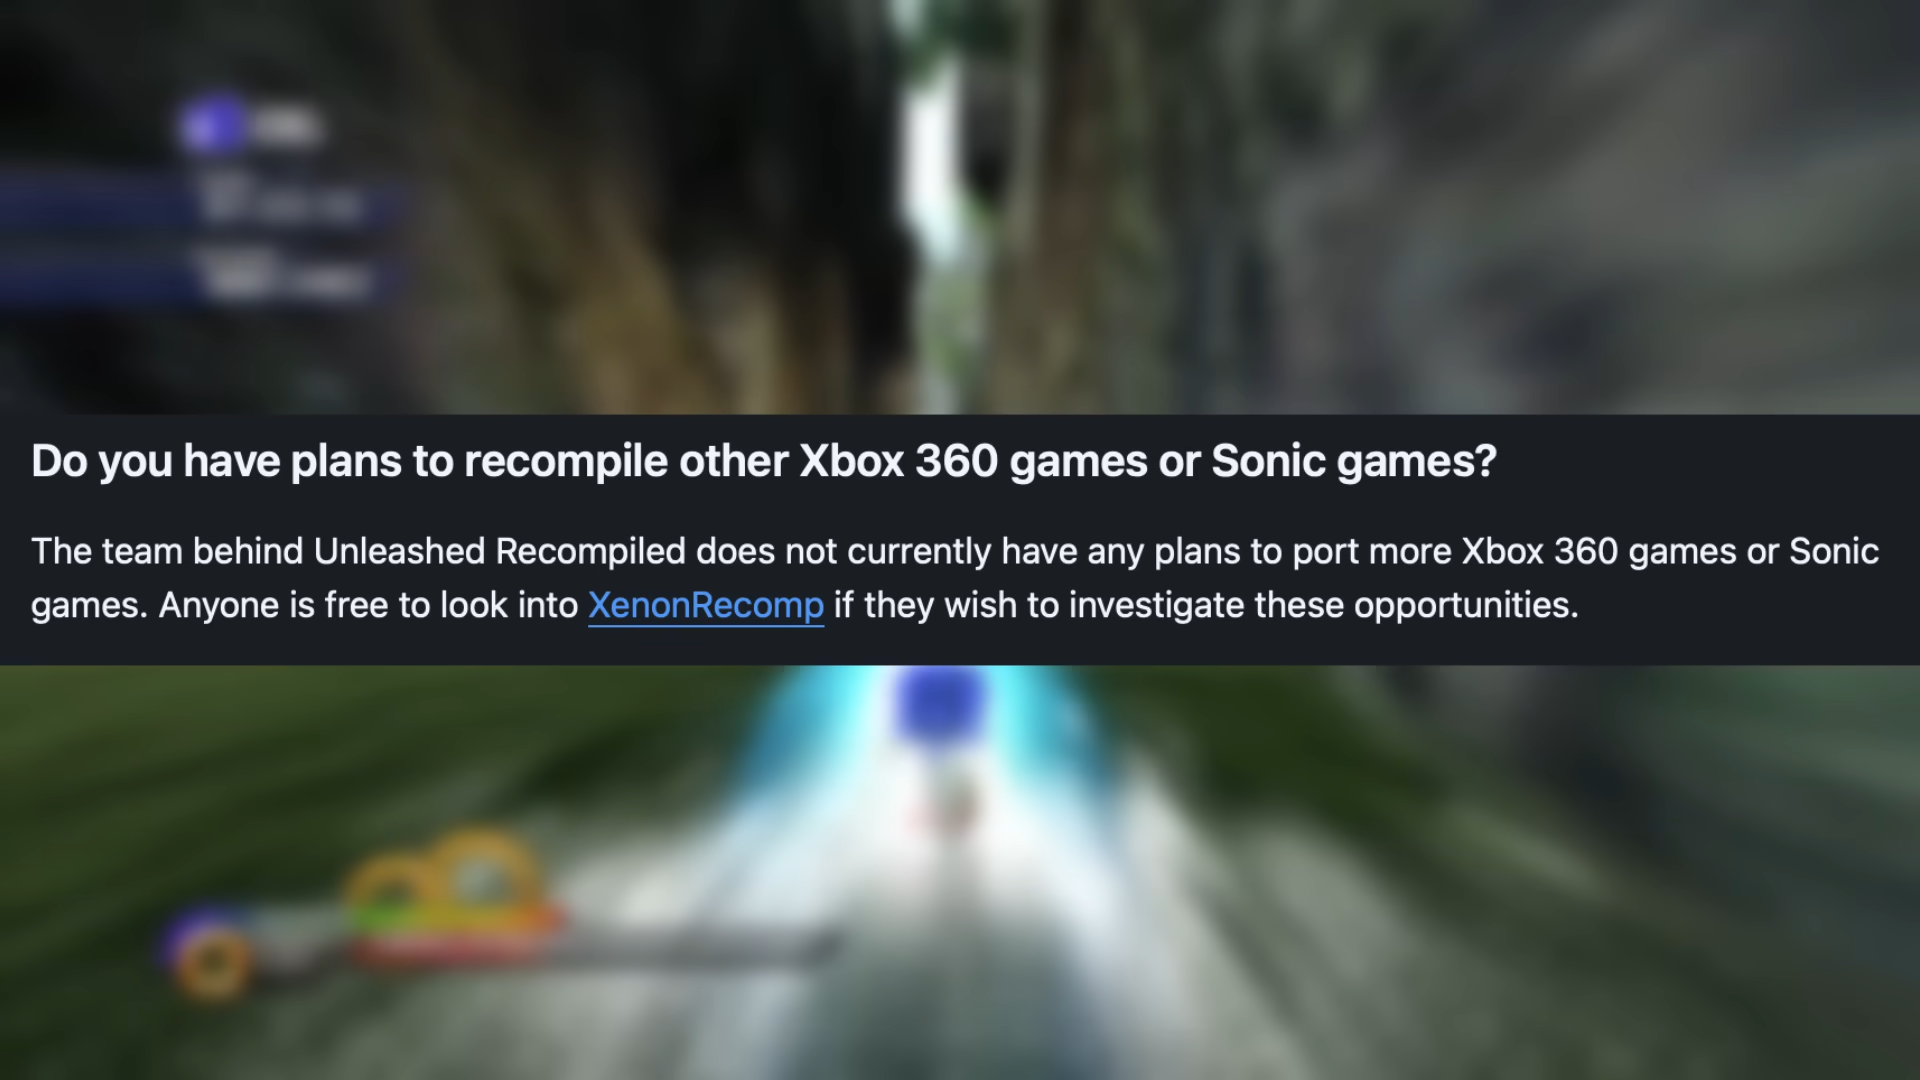 Do you have plans to recompile other Xbox 360 games or Sonic games?
The team behind Unleashed Recompiled does not currently have any plans to port more Xbox 360 games or Sonic
games. Anyone is free to look into XenonRecomp if they wish to investigate these opportunities.